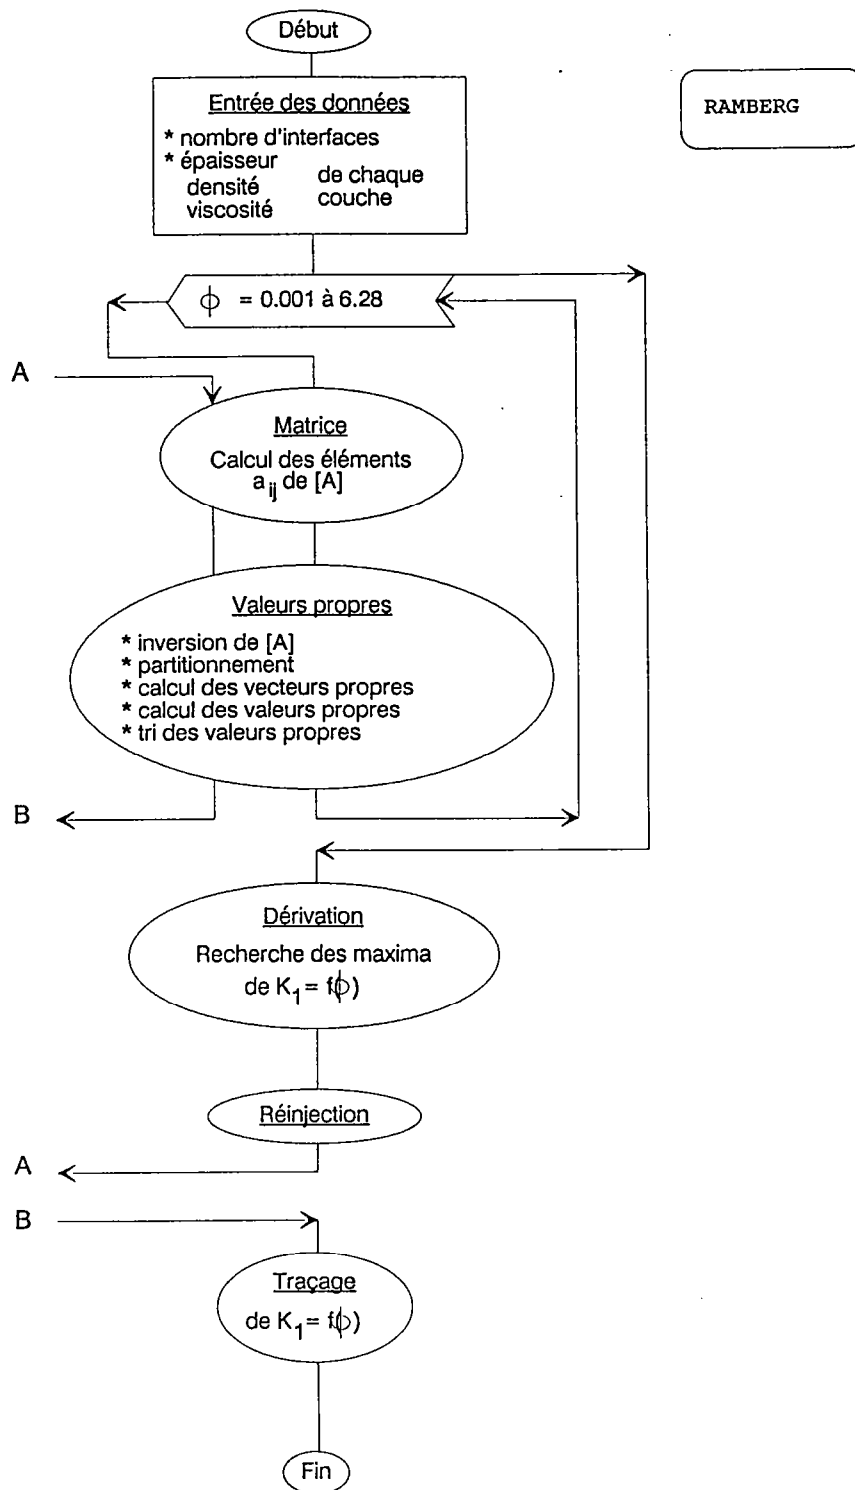 Début
RAMBERG
Entrée des données
* nombre d'interfaces
* épaisseur
densité
viscosité
de chaque
couche
ϕ = 0.001 à 6.28
A
Matrice
Calcul des éléments
a_ij de [A]
Valeurs propres
* inversion de [A]
* partitionnement
* calcul des vecteurs propres
* calcul des valeurs propres
* tri des valeurs propres
B
Dérivation
Recherche des maxima
de K_1 = f(ϕ)
Réinjection
A
B
Traçage
de K_1 = f(ϕ)
Fin